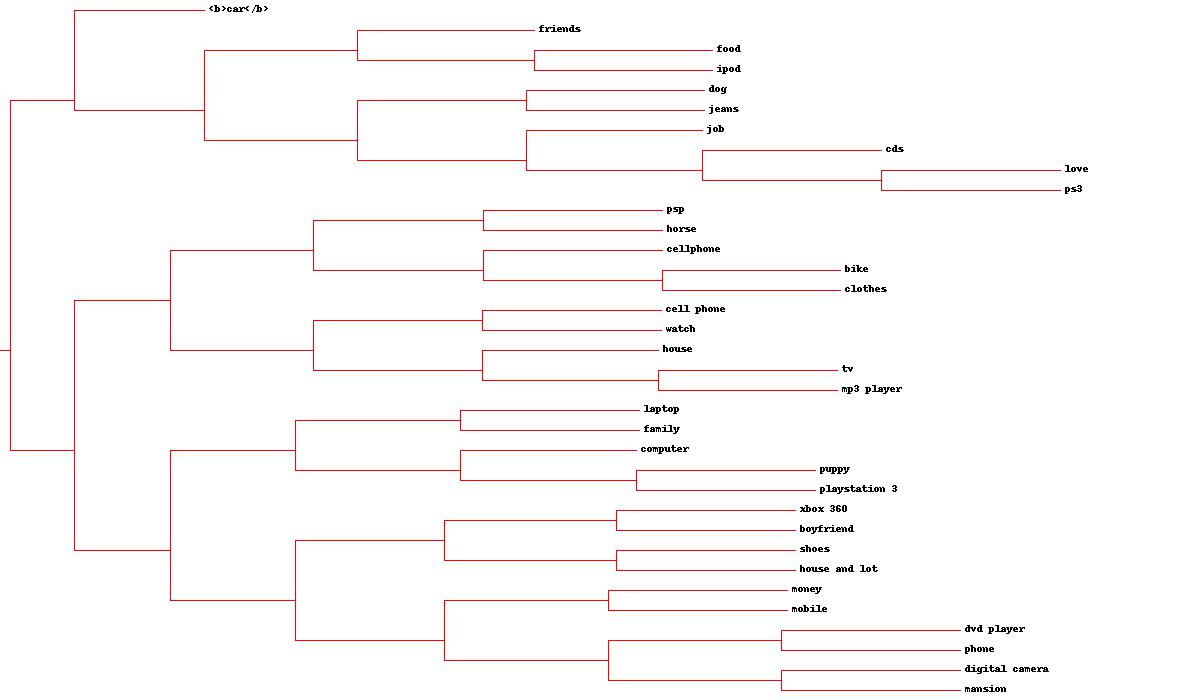 <b>car</b>
friends
food
ipod
dog
jeans
job
cds
love
ps3
psp
horse
cellphone
bike
clothes
cell phone
watch
house
tv
mp3 player
laptop
family
computer
puppy
playstation 3
xbox 360
boyfriend
shoes
house and lot
money
mobile
dvd player
phone
digital camera
mansion